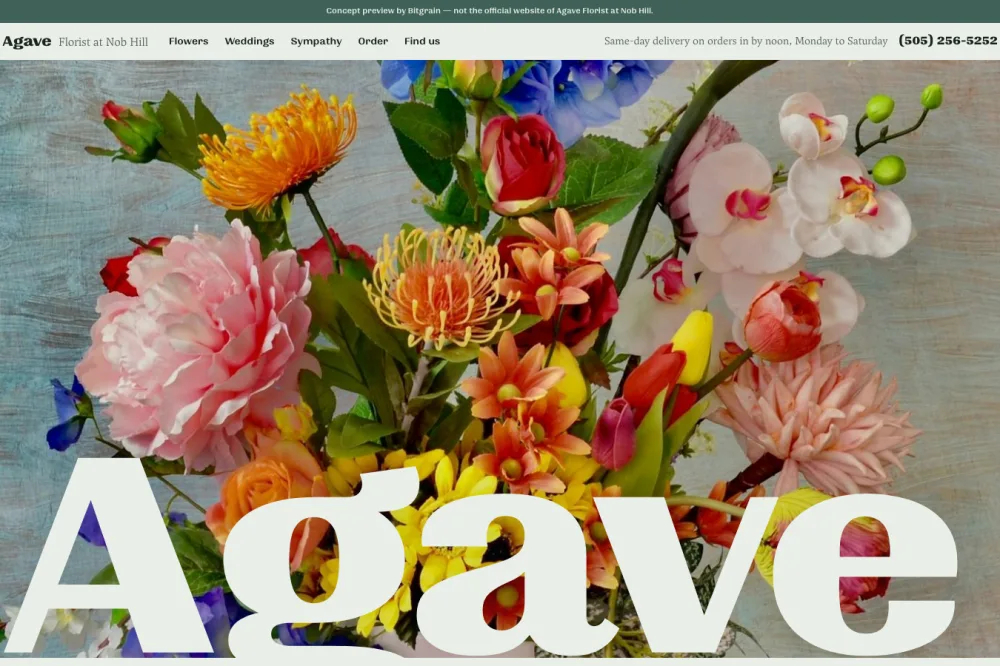 Concept preview by Bitgrain — not the official website of Agave Florist at Nob Hill.
Agave Florist at Nob Hill Flowers Weddings Sympathy Order Find us Same-day delivery on orders in by noon, Monday to Saturday (505) 256-5252
Agave